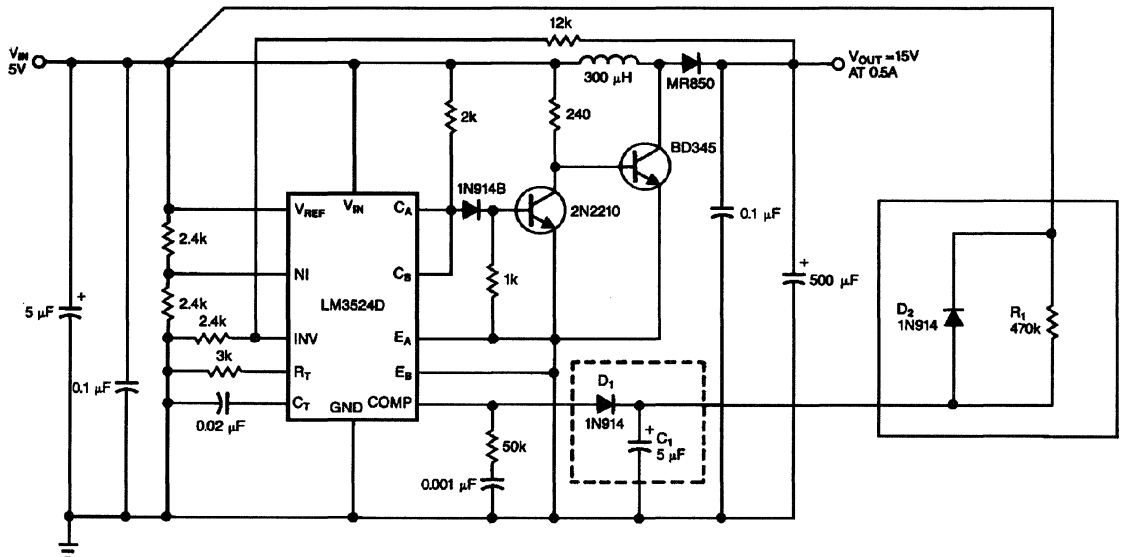 12k
V_IN
5V
300 µH
MR850
V_OUT =15V
AT 0.5A
2k
240
BD345
1N914B
2N2210
V_REF
V_IN
C_A
2.4k
0.1 µF
NI
C_B
1k
2.4k
LM3524D
500 µF
+
5 µF
+
2.4k
INV
E_A
D_2
1N914
R_1
470k
3k
R_T
E_B
D_1
0.1 µF
C_T
GND
COMP
1N914
0.02 µF
+
C_1
5 µF
50k
0.001 µF